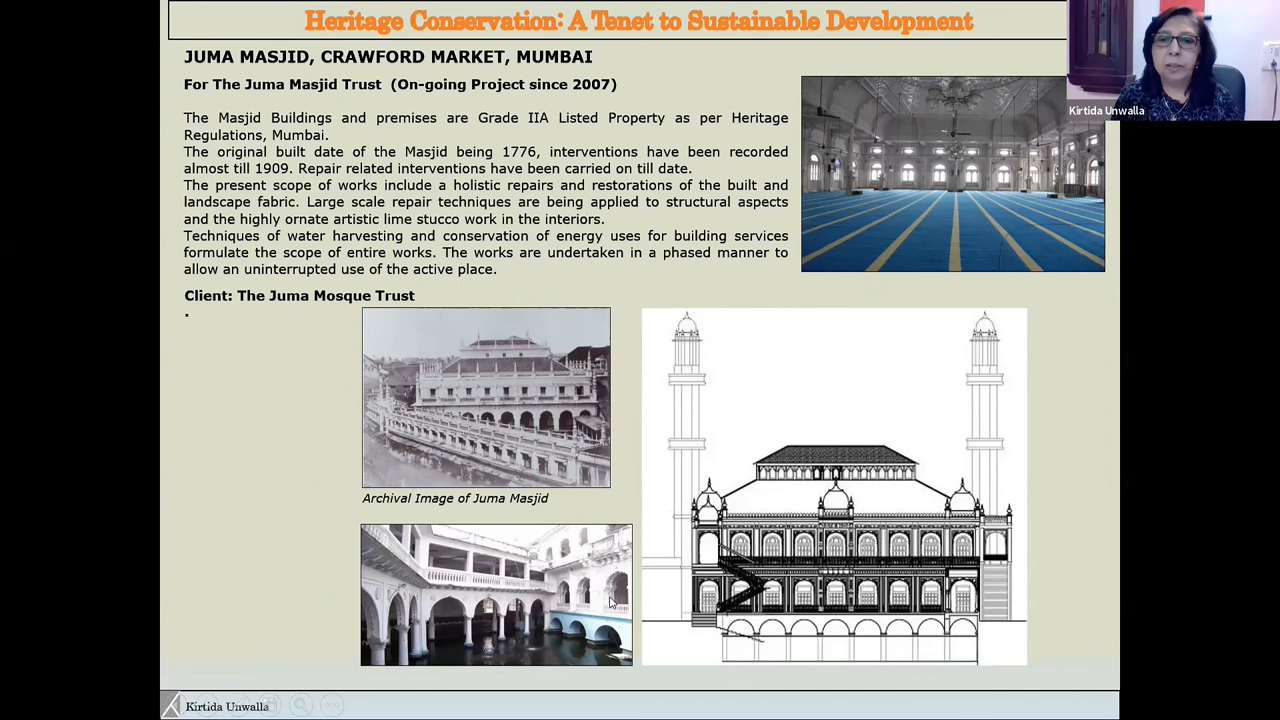 Heritage Conservation: A Tenet to Sustainable Development
JUMA MASJID, CRAWFORD MARKET, MUMBAI
For The Juma Masjid Trust (On-going Project since 2007)
The Masjid Buildings and premisss are Grade IIA Listed Property as per Heritage
Regulations, Mumbai.
The original built date of the Masjid being 1776, interventions have been recorded
almost till 1909. Repair related interventions have been carried on till date.
The present scope of works include a holistic repairs and restorations of the built and
landscape fabric. Large scale repair techniques are being applied to structural aspects
and the highly ornate artistic lime stucco work in the interiors.
Techniques of water harvesting and conservation of energy uses for building services
formulate the scope of entire works. The works are undertaken in a phased manner to
allow an uninterrupted use of the active place.
Client: The Juma Mosque Trust
.
Archival Image of Juma Masjid
Kirtida Unwalla
Kirtida Unwalla